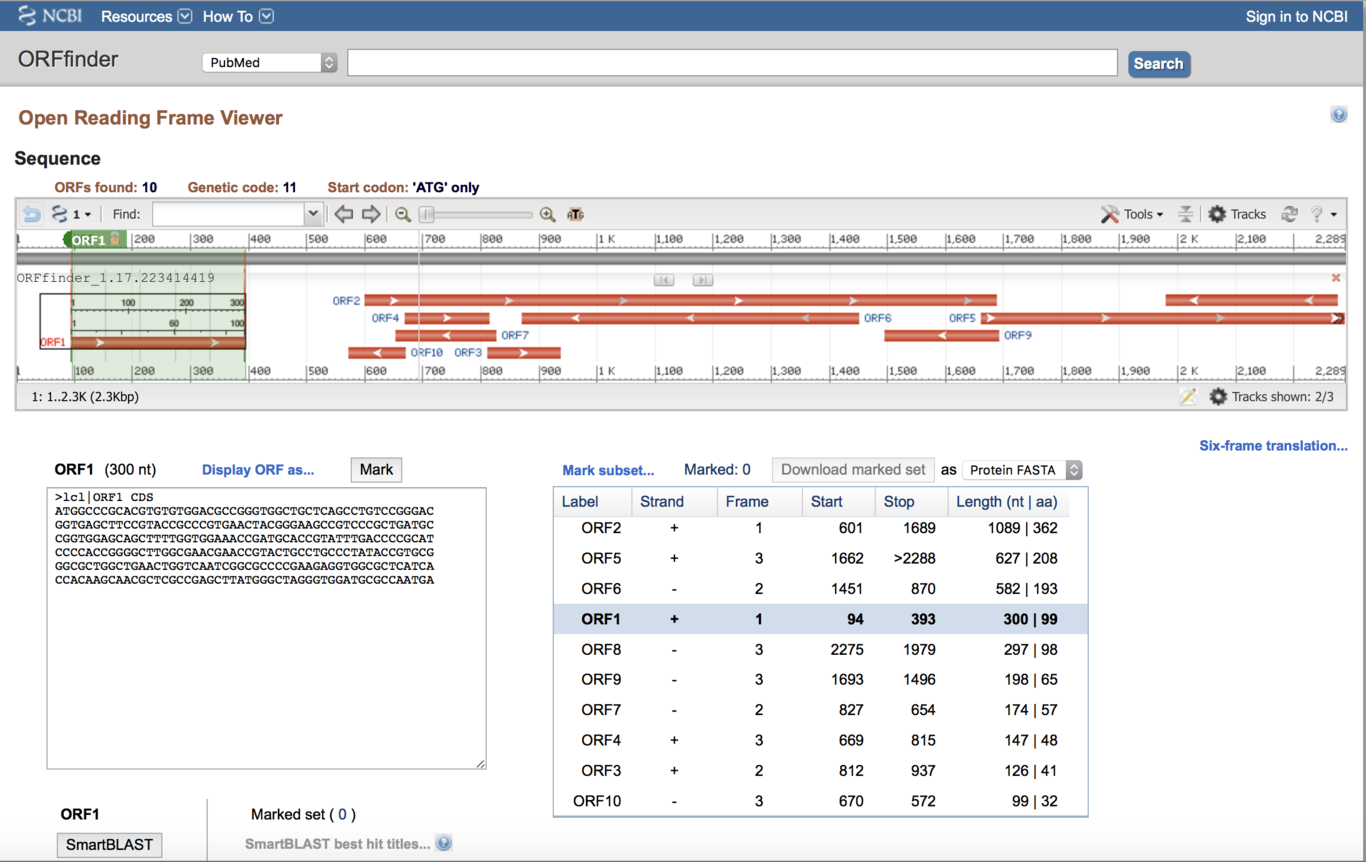 NCBI Resources How To Sign in to NCBI
ORFfinder PubMed Search
Open Reading Frame Viewer
Sequence
ORFs found: 10 Genetic code: 11 Start codon: 'ATG' only
1 Find: ATG Tools Tracks ?
1 ORF1 200 300 400 500 600 700 800 900 1 K 1,100 1,200 1,300 1,400 1,500 1,600 1,700 1,800 1,900 2 K 2,100 2,289
ORFfinder_1.17.223414419
1 100 200 300 ORF2
1 60 100 ORF4 ORF6 ORF5
ORF1 ORF7 ORF9
ORF10 ORF3
1 100 200 300 400 500 600 700 800 900 1 K 1,100 1,200 1,300 1,400 1,500 1,600 1,700 1,800 1,900 2 K 2,100 2,289
1: 1..2.3K (2.3Kbp) Tracks shown: 2/3
Six-frame translation...
ORF1 (300 nt) Display ORF as... Mark
>lcl|ORF1 CDS
ATGGCCCGCACGTGTGTGGACGCCGGGTGGCTGCTCAGCCTGTCCGGGAC
GGTGAGCTTCCGTACCGCCCGTGAACTACGGGAAGCCGTCCCGCTGATGC
CGGTGGAGCAGCTTTTGGTGGAAACCGATGCACCGTATTTGACCCCGCAT
CCCCACCGGGGCTTGGCGAACGAACCGTACTGCCTGCCCTATACCGTGCG
GGCGCTGGCTGAACTGGTCAATCGGCGCCCCGAAGAGGTGGCGCTCATCA
CCACAAGCAACGCTCGCCGAGCTTATGGGCTAGGGTGGATGCGCCAATGA
Mark subset... Marked: 0 Download marked set as Protein FASTA
Label Strand Frame Start Stop Length (nt | aa)
ORF2 + 1 601 1689 1089 | 362
ORF5 + 3 1662 >2288 627 | 208
ORF6 - 2 1451 870 582 | 193
ORF1 + 1 94 393 300 | 99
ORF8 - 3 2275 1979 297 | 98
ORF9 - 3 1693 1496 198 | 65
ORF7 - 2 827 654 174 | 57
ORF4 + 3 669 815 147 | 48
ORF3 + 2 812 937 126 | 41
ORF10 - 3 670 572 99 | 32
ORF1 Marked set ( 0 )
SmartBLAST SmartBLAST best hit titles... ?